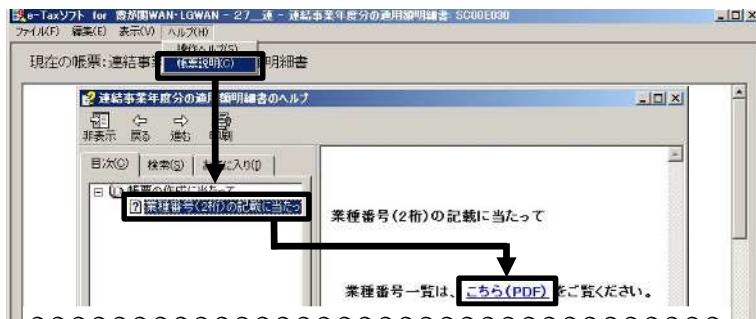 e-Taxソフト for 霞が関WAN・LGWAN - 27__連 - 連結事業年度分の適用額明細書 SC00E030
ファイル(F) 編集(E) 表示(V) ヘルプ(H)
操作ヘルプ(S)
現在の帳票:連結事業 帳票説明(C) 明細書
連結事業年度分の適用額明細書のヘルプ
非表示 戻る 進む 印刷
目次(C) 検索(S) お気に入り(I)
帳票の作成に当たって
業種番号(2桁)の記載に当たっ
業種番号(2桁)の記載に当たって
業種番号一覧は、こちら(PDF)をご覧ください。